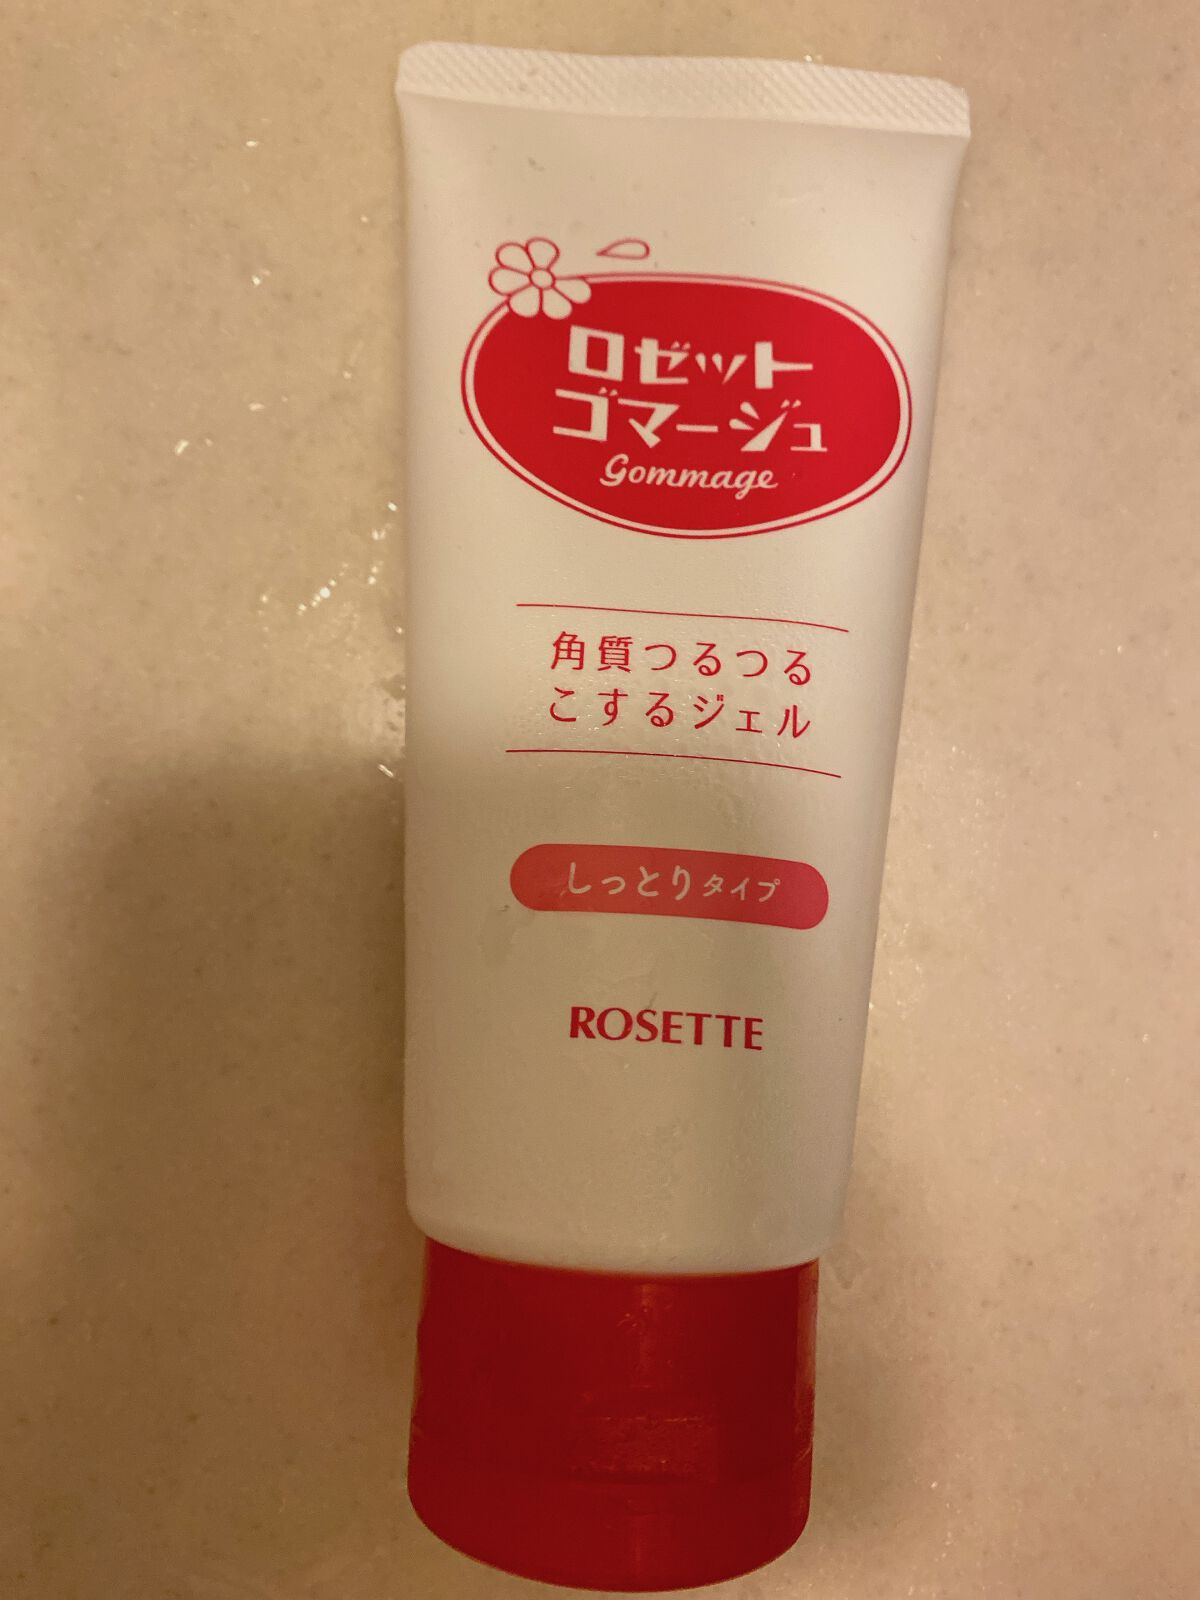 ロゼット
ゴマージュ
Gommage
角質つるつる
こするジェル
しっとりタイプ
ROSETTE